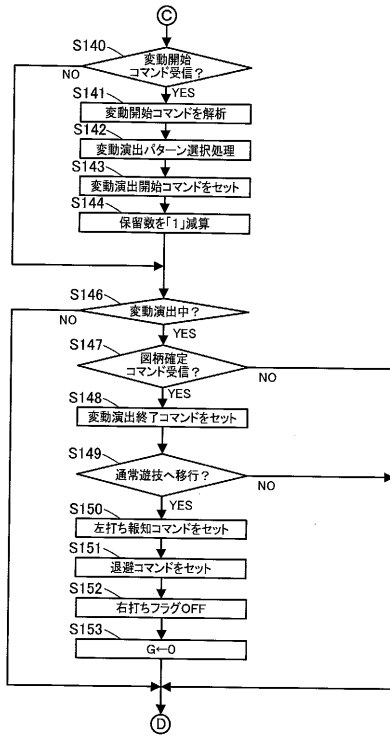 C
S140
変動開始
コマンド受信？
NO
YES
S141
変動開始コマンドを解析
S142
変動演出パターン選択処理
S143
変動演出開始コマンドをセット
S144
保留数を「1」減算
S146
変動演出中？
NO
YES
S147
図柄確定
コマンド受信？
NO
YES
S148
変動演出終了コマンドをセット
S149
通常遊技へ移行？
NO
YES
S150
左打ち報知コマンドをセット
S151
退避コマンドをセット
S152
右打ちフラグOFF
S153
G←0
D